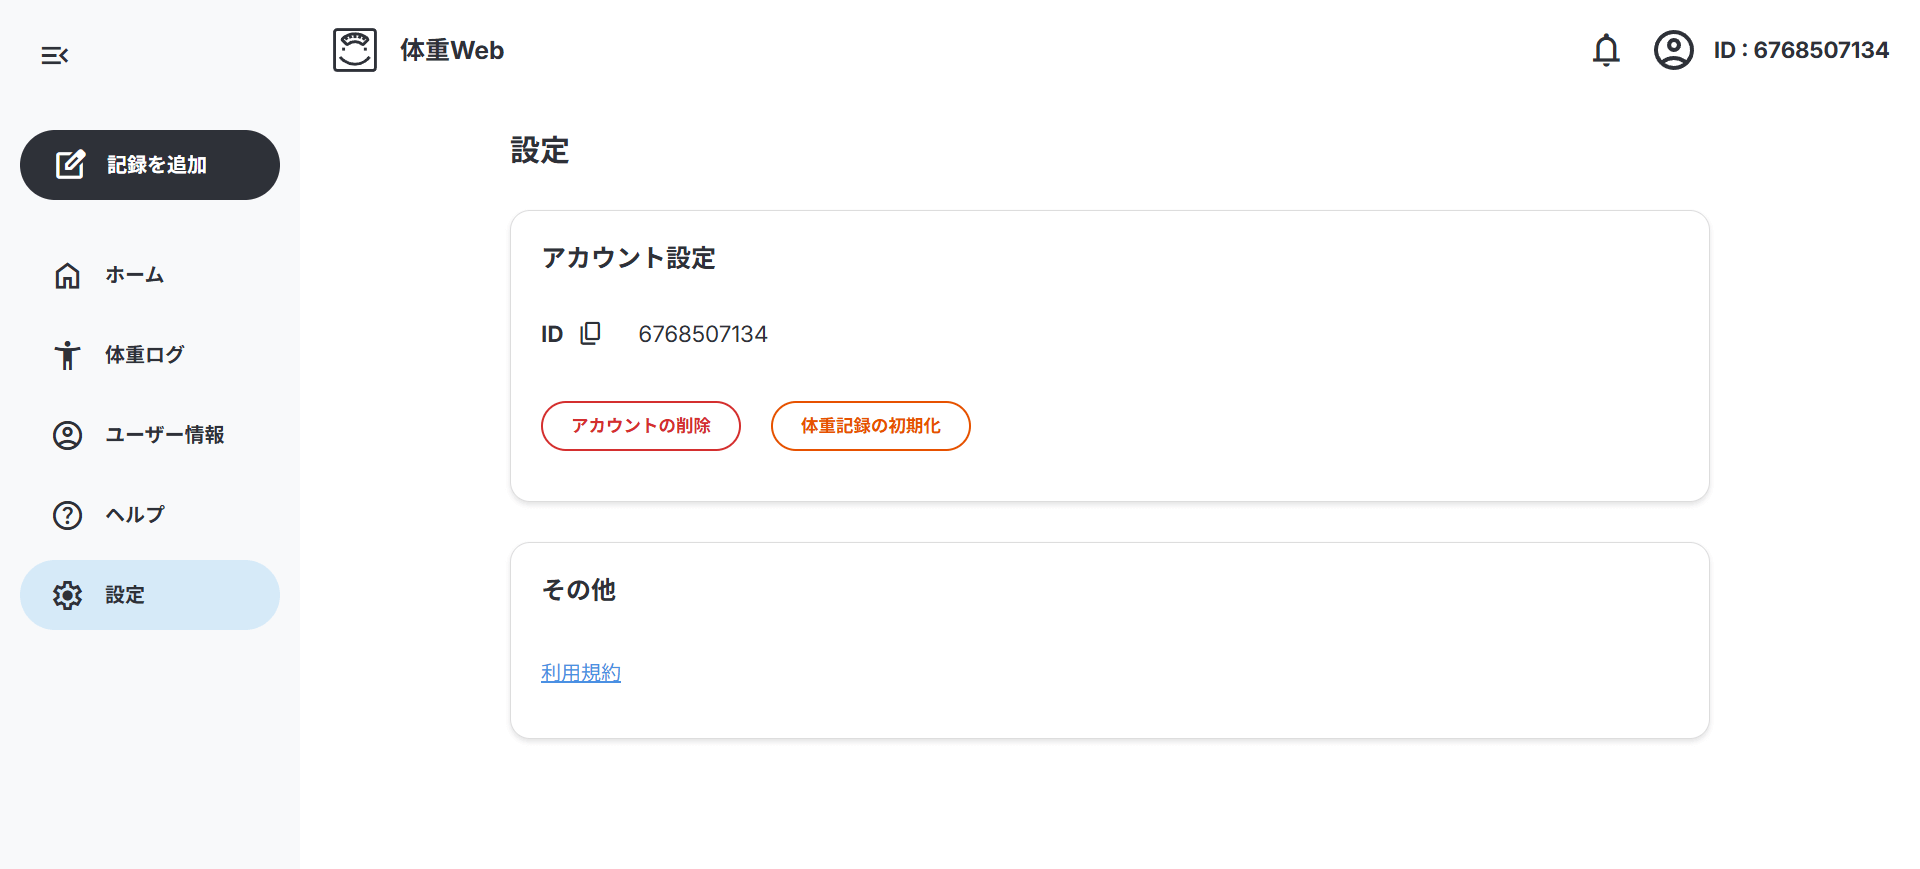 体重Web
ID : 6768507134
記録を追加
ホーム
体重ログ
ユーザー情報
ヘルプ
設定
設定
アカウント設定
ID 6768507134
アカウントの削除 体重記録の初期化
その他
利用規約